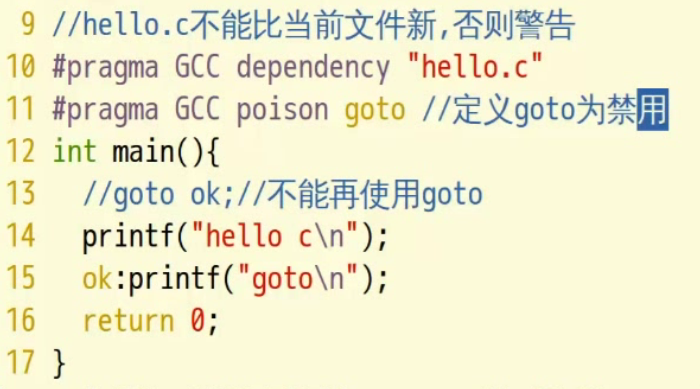 9 //hello.c不能比当前文件新,否则警告
10 #pragma GCC dependency "hello.c"
11 #pragma GCC poison goto //定义goto为禁用
12 int main(){
13   //goto ok;//不能再使用goto
14   printf("hello c\n");
15   ok:printf("goto\n");
16   return 0;
17 }